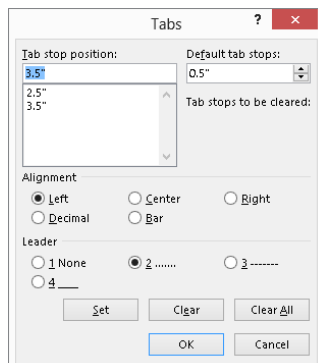 Tabs ? ×
Tab stop position: Default tab stops:
3.5" 0.5"
2.5"
3.5"
Tab stops to be cleared:
Alignment
Left Center Right
Decimal Bar
Leader
1 None 2 ....... 3 -------
4 ___
Set Clear Clear All
OK Cancel